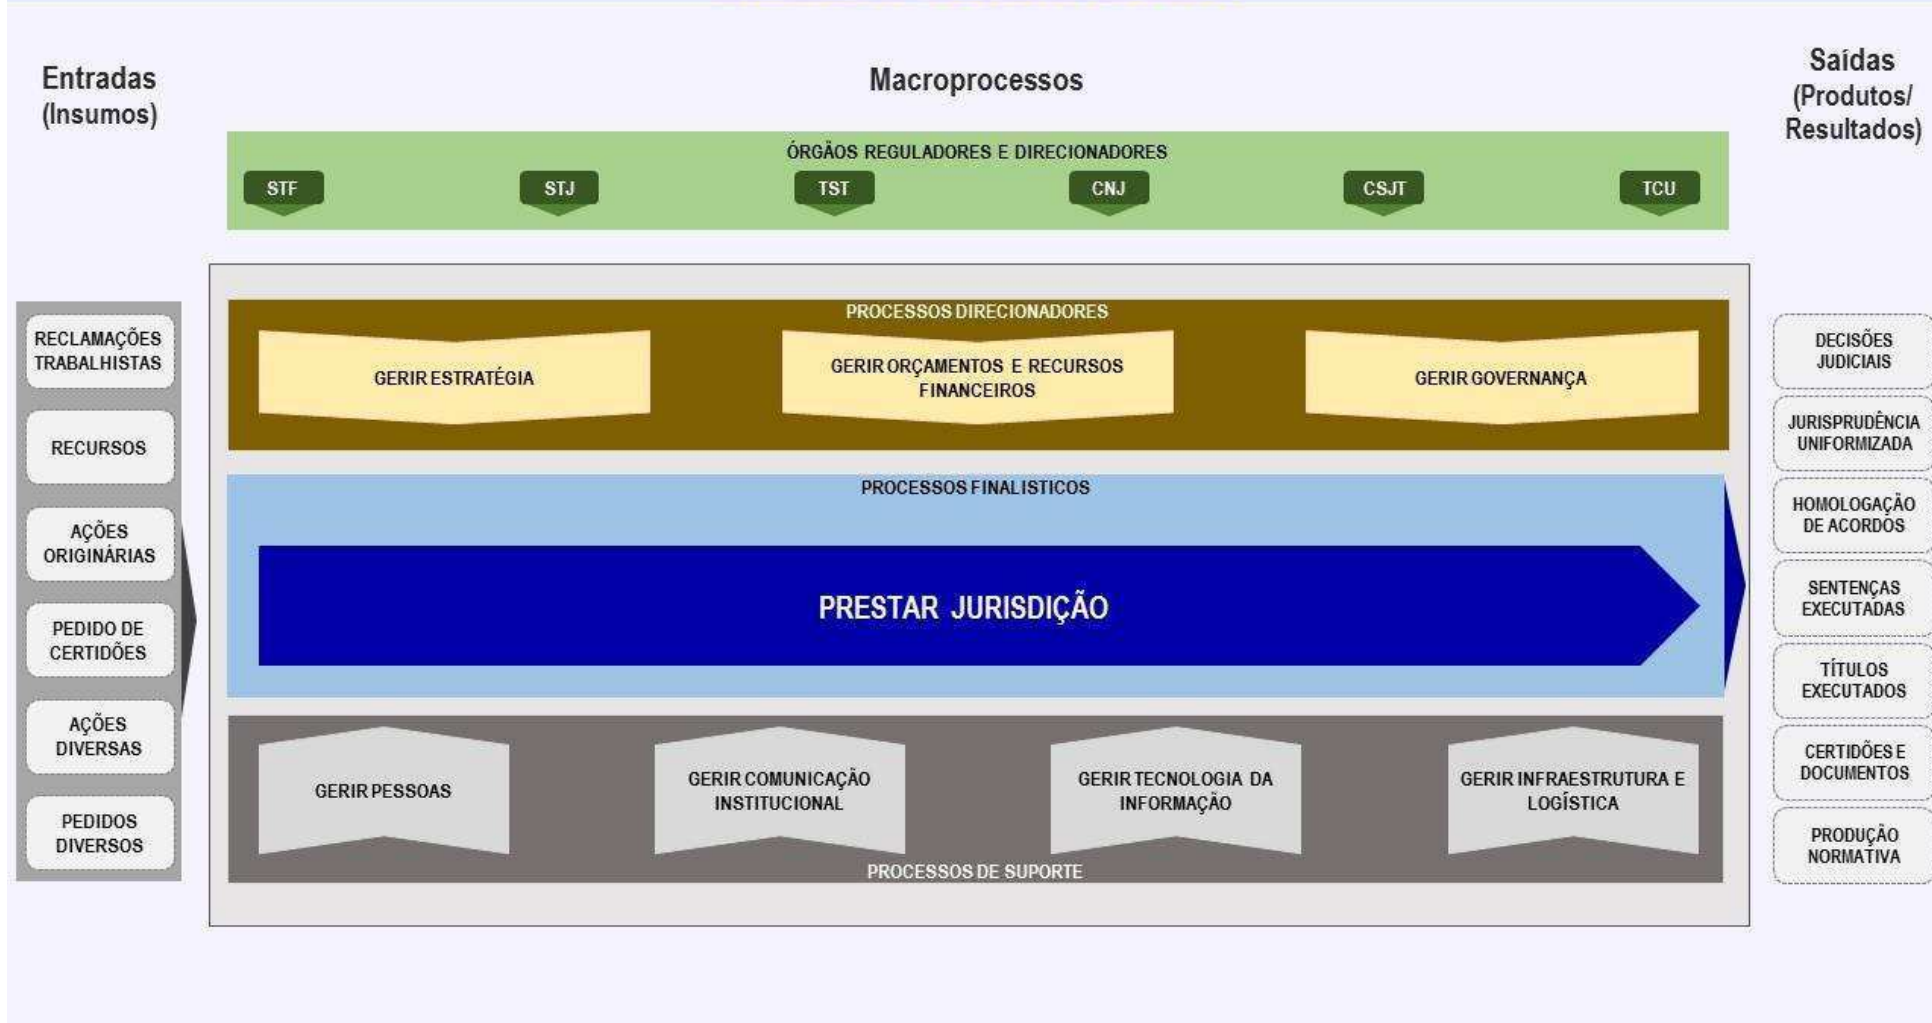 Entradas
(Insumos)
Macroprocessos
Saídas
(Produtos/
Resultados)
ÓRGÃOS REGULADORES E DIRECIONADORES
STF
STJ
TST
CNJ
CSJT
TCU
RECLAMAÇÕES
TRABALHISTAS
RECURSOS
AÇÕES
ORIGINÁRIAS
PEDIDO DE
CERTIDÕES
AÇÕES
DIVERSAS
PEDIDOS
DIVERSOS
PROCESSOS DIRECIONADORES
GERIR ESTRATÉGIA
GERIR ORÇAMENTOS E RECURSOS
FINANCEIROS
GERIR GOVERNANÇA
PROCESSOS FINALISTICOS
PRESTAR JURISDIÇÃO
GERIR PESSOAS
GERIR COMUNICAÇÃO
INSTITUCIONAL
GERIR TECNOLOGIA DA
INFORMAÇÃO
GERIR INFRAESTRUTURA E
LOGÍSTICA
PROCESSOS DE SUPORTE
DECISÕES
JUDICIAIS
JURISPRUDÊNCIA
UNIFORMIZADA
HOMOLOGAÇÃO
DE ACORDOS
SENTENÇAS
EXECUTADAS
TÍTULOS
EXECUTADOS
CERTIDÕES E
DOCUMENTOS
PRODUÇÃO
NORMATIVA